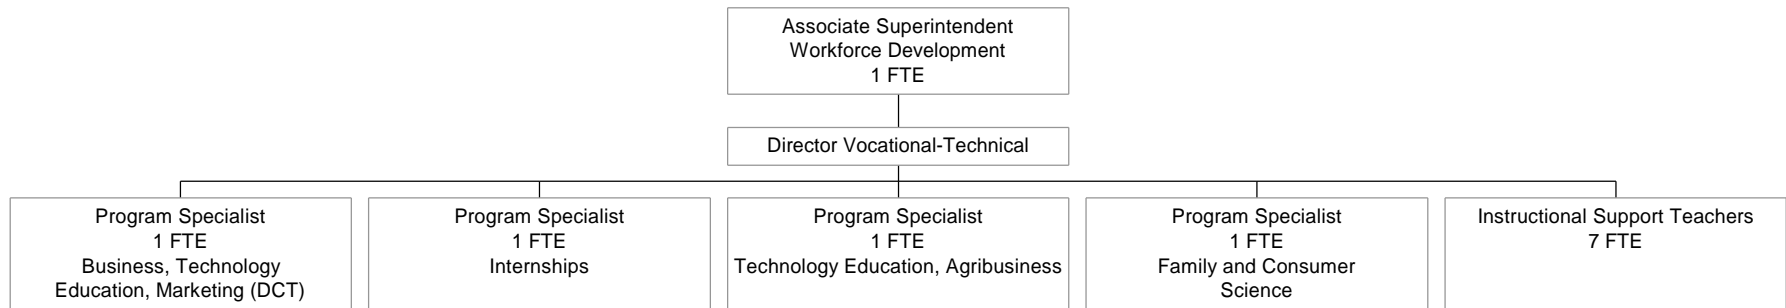 Associate Superintendent
Workforce Development
1 FTE
Director Vocational-Technical
Program Specialist
1 FTE
Business, Technology
Education, Marketing (DCT)
Program Specialist
1 FTE
Internships
Program Specialist
1 FTE
Technology Education, Agribusiness
Program Specialist
1 FTE
Family and Consumer
Science
Instructional Support Teachers
7 FTE